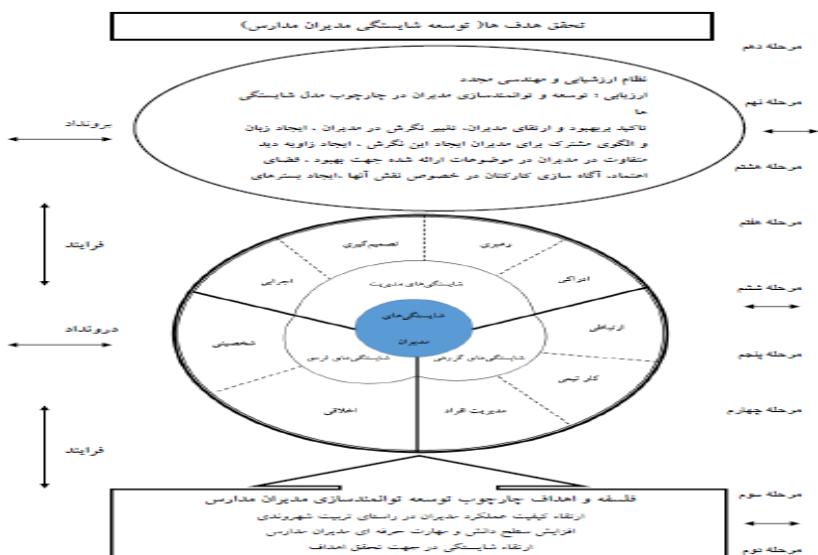 تحقق هدف ها( توسعه شایستگی مدیران مدارس)
مرحله دهم
نظام ارزشیابی و مهندسی مجدد
ارزیابی ؛ توسعه و توانمندسازی مدیران در چارچوب مدل شایستگی
ها
مرحله نهم
تاکید بربهبود و ارتقای مدیران، تغییر نگرش در مدیران ، ایجاد زبان
برونداد
و الگوی مشترک برای مدیران ایجاد این نگرش ، ایجاد زاویه دید
متفاوت در مدیران در موضوعات ارائه شده جهت بهبود ، فضای
مرحله هشتم
اعتماد، آگاه سازی کارکنان در خصوص نقش آنها ،ایجاد بسترهای
مرحله هفتم
رهبری
تصمیم‌گیری
فرایند
ادراکی
اجرایی
شایستگی‌های مدیریت
مرحله ششم
شایستگی‌های
مدیران
ارتباطی
شخصیتی
درونداد
شایستگی‌های گروهی
شایستگی‌های
مرحله پنجم
کار تیمی
مدیریت افراد
اخلاقی
مرحله چهارم
فرایند
فلسفه و اهداف چارچوب توسعه توانمندسازی مدیران مدارس
مرحله سوم
ارتقاء کیفیت عملکرد مدیران در راستای تربیت شهروندی
افزایش سطح دانش و مهارت حرفه ای مدیران مدارس
ارتقاء شایستگی در جهت تحقق اهداف
مرحله دوم